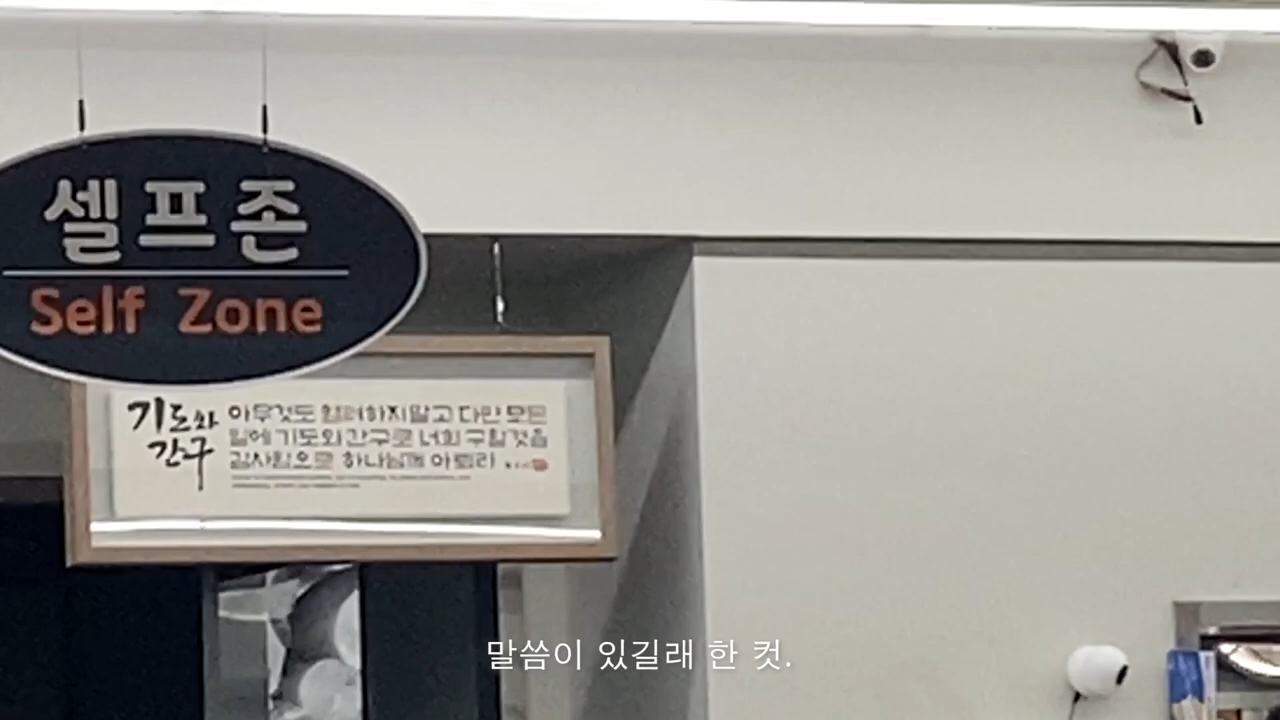 셀프존
Self Zone
기도와
간구
아무것도 염려하지말고 다만 모든
일에 기도와 간구로 너희 구할것을
감사함으로 하나님께 아뢰라
말씀이 있길래 한 컷.